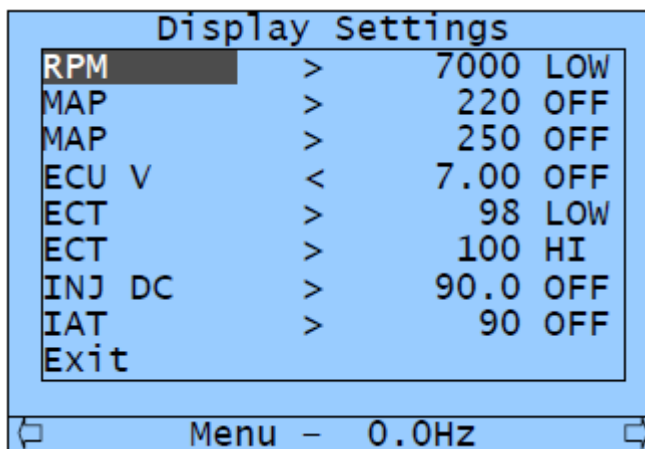 Display Settings
RPM > 7000 LOW
MAP > 220 OFF
MAP > 250 OFF
ECU V < 7.00 OFF
ECT > 98 LOW
ECT > 100 HI
INJ DC > 90.0 OFF
IAT > 90 OFF
Exit
Menu - 0.0Hz